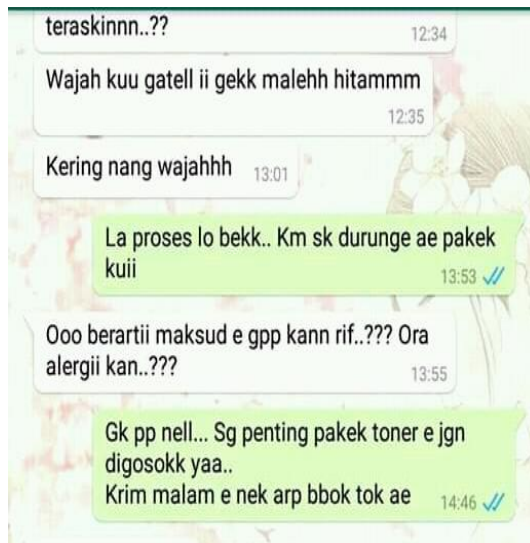 teraskinnn..??
12:34
Wajah kuu gatell ii gekk malehh hitammm
12:35
Kering nang wajahhh 13:01
La proses lo bekk.. Km sk durunge ae pakek
kuii
13:53
Ooo berartii maksud e gpp kann rif..??? Ora
alergii kan..???
13:55
Gk pp nell... Sg penting pakek toner e jgn
digosokk yaa..
Krim malam e nek arp bbok tok ae 14:46